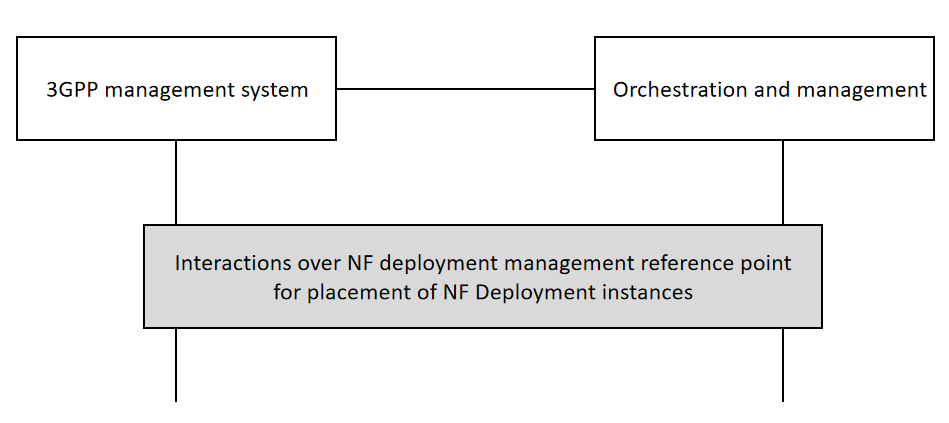 3GPP management system
Orchestration and management
Interactions over NF deployment management reference point
for placement of NF Deployment instances